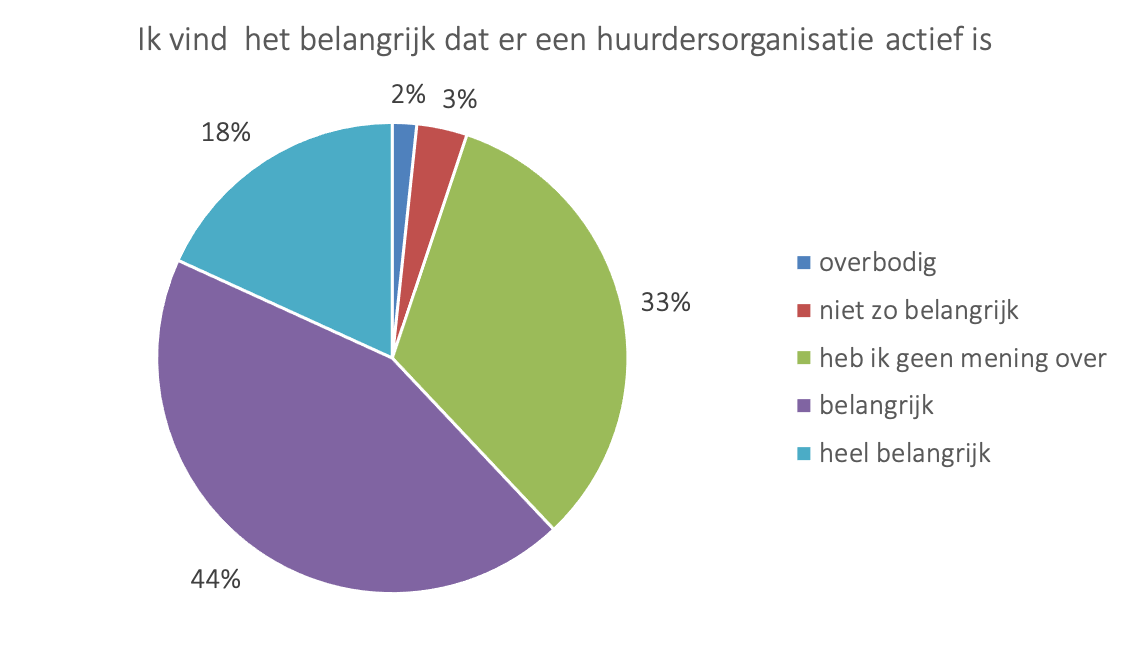 Ik vind  het belangrijk dat er een huurdersorganisatie actief is
2% 3%
18%
33%
44%
overbodig
niet zo belangrijk
heb ik geen mening over
belangrijk
heel belangrijk